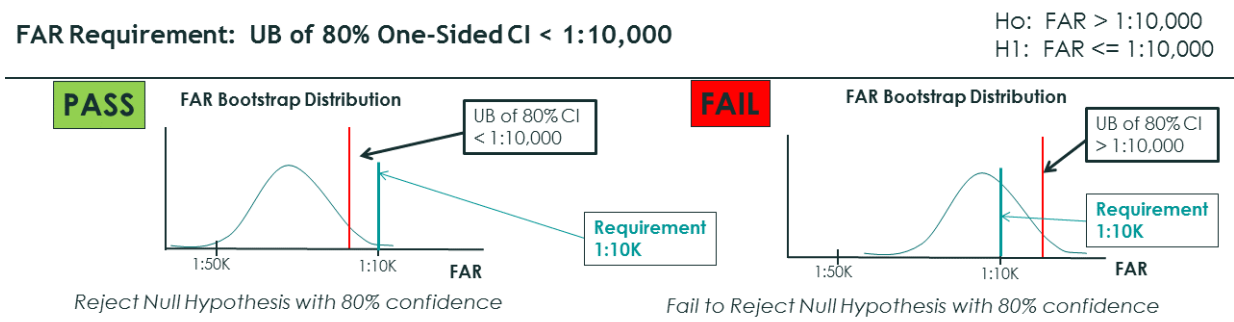 FAR Requirement: UB of 80% One-Sided CI < 1:10,000
Ho: FAR > 1:10,000
H1: FAR <= 1:10,000
PASS
FAR Bootstrap Distribution
UB of 80% CI
< 1:10,000
Requirement
1:10K
1:50K
1:10K
FAR
Reject Null Hypothesis with 80% confidence
FAIL
FAR Bootstrap Distribution
UB of 80% CI
> 1:10,000
Requirement
1:10K
1:50K
1:10K
FAR
Fail to Reject Null Hypothesis with 80% confidence